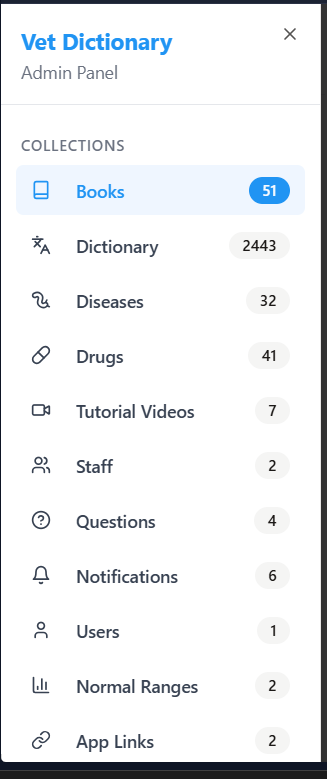 Vet Dictionary
Admin Panel
COLLECTIONS
Books 51
Dictionary 2443
Diseases 32
Drugs 41
Tutorial Videos 7
Staff 2
Questions 4
Notifications 6
Users 1
Normal Ranges 2
App Links 2